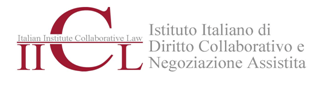 Italian Institute Collaborative Law
IICL
Istituto Italiano di
Diritto Collaborativo e
Negoziazione Assistita